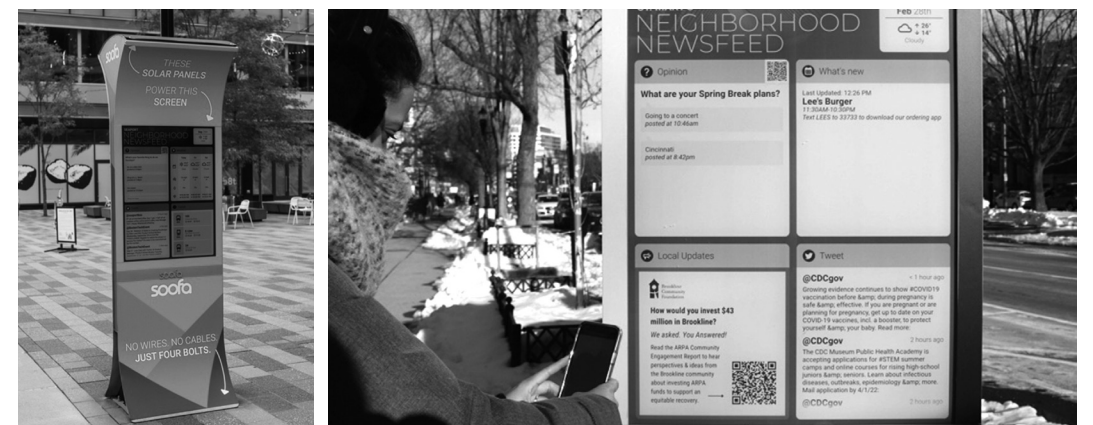 soofa
THESE
SOLAR PANELS
POWER THIS
SCREEN
soofa
NO WIRES. NO CABLES.
JUST FOUR BOLTS.
NEIGHBORHOOD
NEWSFEED
Feb 28th
26°
14°
Cloudy
Opinion
What are your Spring Break plans?
Going to a concert
posted at 10:46am
Cincinnati
posted at 8:42pm
What's new
Last Updated: 12:26 PM
Lee's Burger
11:30AM-10:30PM
Text LEES to 33733 to download our ordering app
Local Updates
Brookline
Community
Foundation
How would you invest $43
million in Brookline?
We asked. You Answered!
Read the ARPA Community
Engagement Report to hear
perspectives & ideas from
the Brookline community
about investing ARPA
funds to support an
equitable recovery.
Tweet
@CDCgov < 1 hour ago
Growing evidence continues to show #COVID19
vaccination before &amp; during pregnancy is
safe &amp; effective. If you are pregnant or are
planning for pregnancy, get up to date on your
COVID-19 vaccines, incl. a booster, to protect
yourself &amp; your baby. Read more:
@CDCgov 2 hours ago
The CDC Museum Public Health Academy is
accepting applications for #STEM summer
camps and online courses for rising high-school
juniors &amp; seniors. Learn about infectious
diseases, outbreaks, epidemiology &amp; more.
Mail application by 4/1/22:
@CDCgov 2 hours ago